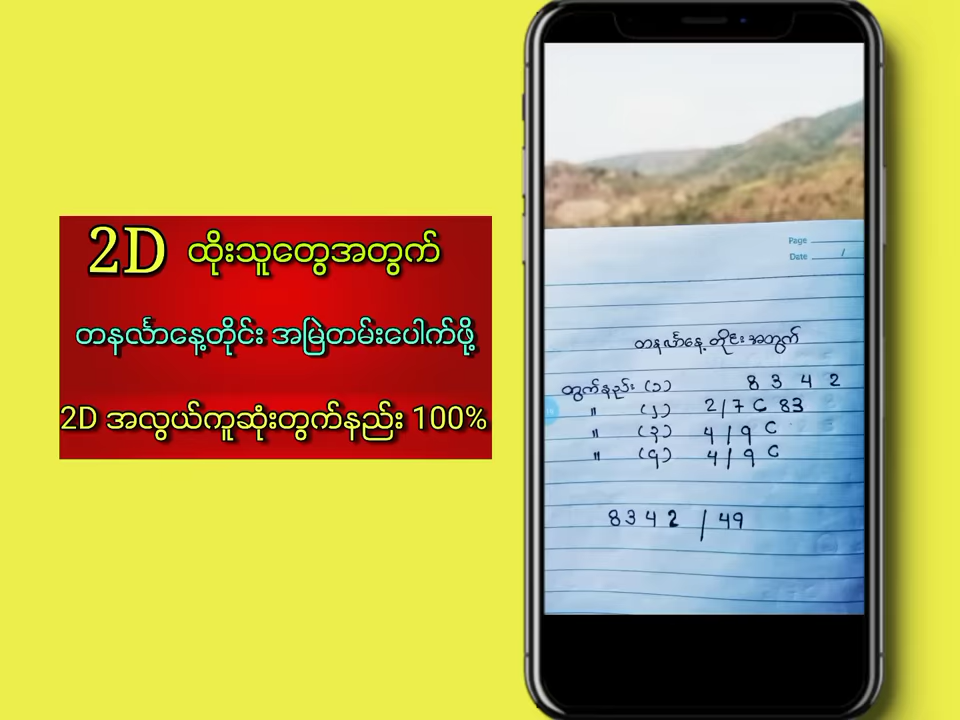 2D ထိုးသူတွေအတွက်
တနင်္လာနေ့တိုင်း အမြဲတမ်းပေါက်ဖို့
2D အလွယ်ကူဆုံးတွက်နည်း 100%
Page
Date /
တနင်္လာနေ့ တိုင်းအတွက်
တွက်နည်း (၁) 8 3 4 2
" (၂) 2/7 C 83
" (၃) 4/9 C
" (၄) 4/9 C
8342 / 49